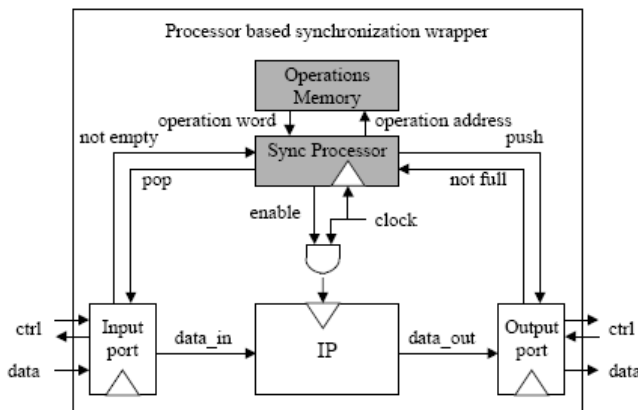 Processor based synchronization wrapper
Operations
Memory
operation word
operation address
not empty
push
Sync Processor
pop
not full
enable
clock
ctrl
Input
port
data_in
IP
data_out
Output
port
ctrl
data
data